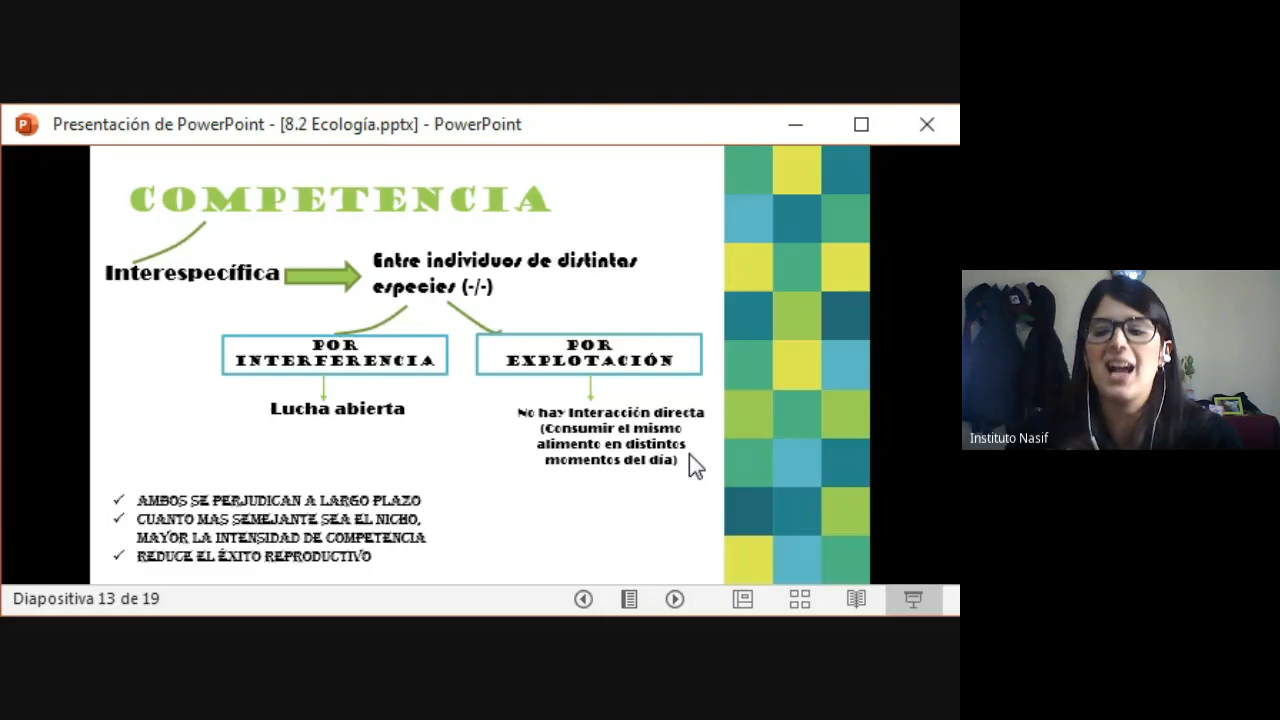 Presentación de PowerPoint - [8.2 Ecología.pptx] - PowerPoint
COMPETENCIA
Interespecífica
Entre individuos de distintas
especies (-/-)
POR
INTERFERENCIA
POR
EXPLOTACIÓN
Lucha abierta
No hay Interacción directa
(Consumir el mismo
alimento en distintos
momentos del día)
✓ AMBOS SE PERJUDICAN A LARGO PLAZO
✓ CUANTO MAS SEMEJANTE SEA EL NICHO,
MAYOR LA INTENSIDAD DE COMPETENCIA
✓ REDUCE EL ÉXITO REPRODUCTIVO
Diapositiva 13 de 19
Instituto Nasif